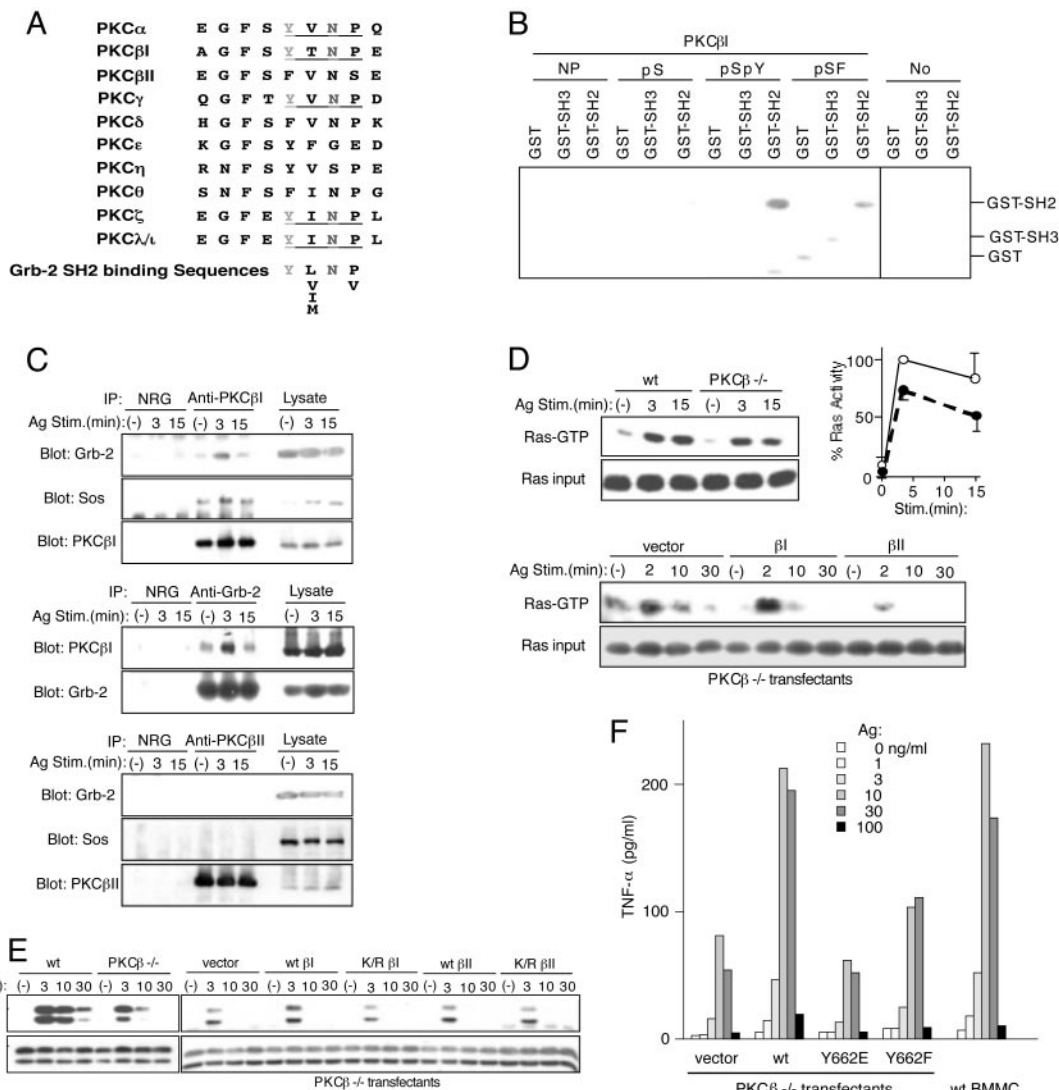 A
PKCα E G F S Y V N P Q
PKCβI A G F S Y T N P E
PKCβII E G F S F V N S E
PKCγ Q G F T Y V N P D
PKCδ H G F S F V N P K
PKCε K G F S Y F G E D
PKCη R N F S Y V S P E
PKCθ S N F S F I N P G
PKCζ E G F E Y I N P L
PKCλ/ι E G F E Y I N P L
Grb-2 SH2 binding Sequences Y L N P
V V
I
M
B
PKCβI
NP pS pSpY pSF No
GST GST-SH3 GST-SH2 GST GST-SH3 GST-SH2 GST GST-SH3 GST-SH2 GST GST-SH3 GST-SH2 GST GST-SH3 GST-SH2
GST-SH2
GST-SH3
GST
C
IP: NRG Anti-PKCβI Lysate
Ag Stim.(min): (-) 3 15 (-) 3 15 (-) 3 15
Blot: Grb-2
Blot: Sos
Blot: PKCβI
IP: NRG Anti-Grb-2 Lysate
Ag Stim.(min): (-) 3 15 (-) 3 15 (-) 3 15
Blot: PKCβI
Blot: Grb-2
IP: NRG Anti-PKCβII Lysate
Ag Stim.(min): (-) 3 15 (-) 3 15 (-) 3 15
Blot: Grb-2
Blot: Sos
Blot: PKCβII
D
wt PKCβ -/-
Ag Stim.(min): (-) 3 15 (-) 3 15
Ras-GTP
Ras input
% Ras Activity
100
50
0 5 10 15
Stim.(min):
vector βI βII
Ag Stim.(min): (-) 2 10 30 (-) 2 10 30 (-) 2 10 30
Ras-GTP
Ras input
PKCβ -/- transfectants
E
wt PKCβ -/- vector wt βI K/R βI wt βII K/R βII
): (-) 3 10 30 (-) 3 10 30 (-) 3 10 30 (-) 3 10 30 (-) 3 10 30 (-) 3 10 30 (-) 3 10 30
PKCβ -/- transfectants
F
Ag:
0 ng/ml
1
3
10
30
100
TNF-α (pg/ml)
200
100
0
vector wt Y662E Y662F
PKCβ -/- transfectants wt BMMC